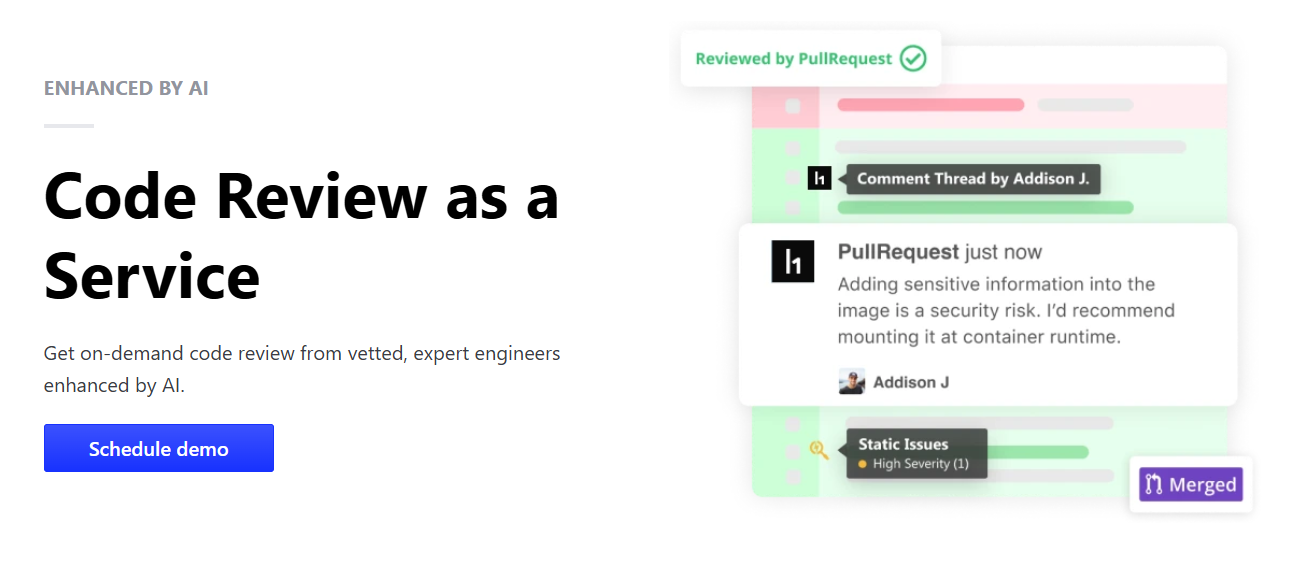 ENHANCED BY AI
Code Review as a
Service
Get on-demand code review from vetted, expert engineers
enhanced by AI.
Schedule demo
Reviewed by PullRequest
h1
Comment Thread by Addison J.
h1
PullRequest just now
Adding sensitive information into the
image is a security risk. I’d recommend
mounting it at container runtime.
Addison J
Static Issues
High Severity (1)
Merged